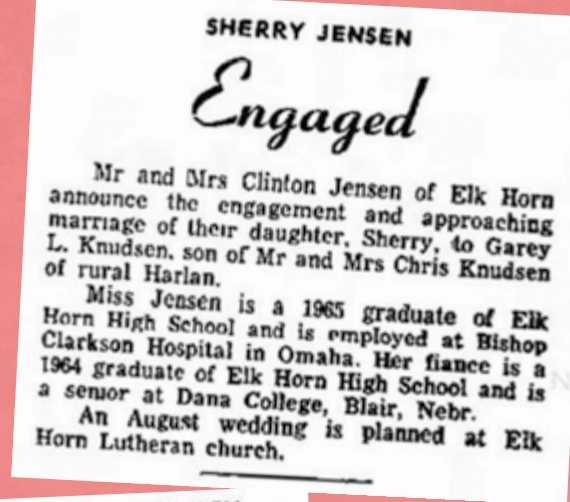 SHERRY JENSEN
Engaged
Mr and Mrs Clinton Jensen of Elk Horn
announce the engagement and approaching
marriage of their daughter, Sherry, to Garey
L. Knudsen, son of Mr and Mrs Chris Knudsen
of rural Harlan.
Miss Jensen is a 1965 graduate of Elk
Horn High School and is employed at Bishop
Clarkson Hospital in Omaha. Her fiance is a
1964 graduate of Elk Horn High School and is
a senior at Dana College, Blair, Nebr.
An August wedding is planned at Elk
Horn Lutheran church.